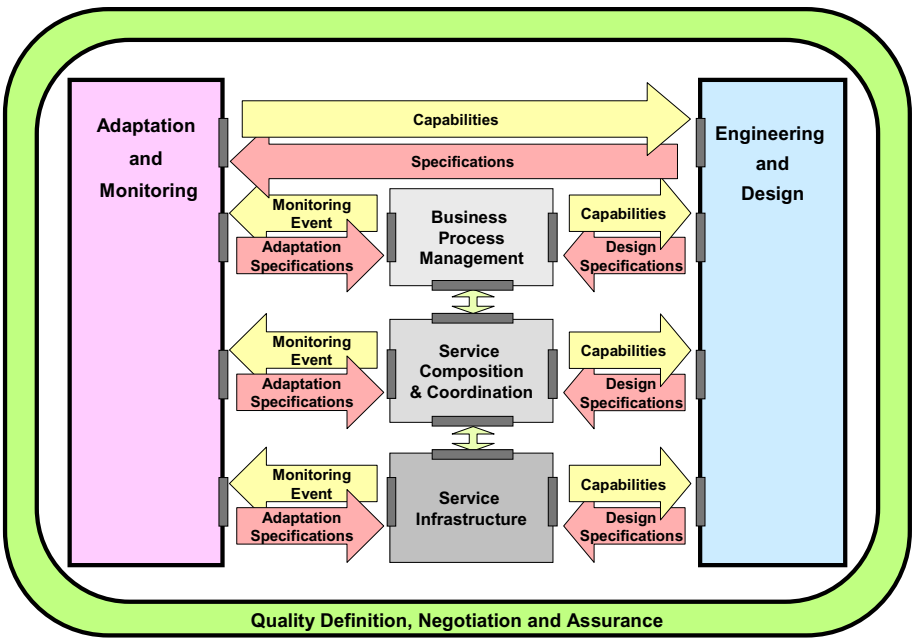 Adaptation
and
Monitoring
Capabilities
Specifications
Engineering
and
Design
Monitoring
Event
Adaptation
Specifications
Business
Process
Management
Capabilities
Design
Specifications
Monitoring
Event
Adaptation
Specifications
Service
Composition
& Coordination
Capabilities
Design
Specifications
Monitoring
Event
Adaptation
Specifications
Service
Infrastructure
Capabilities
Design
Specifications
Quality Definition, Negotiation and Assurance